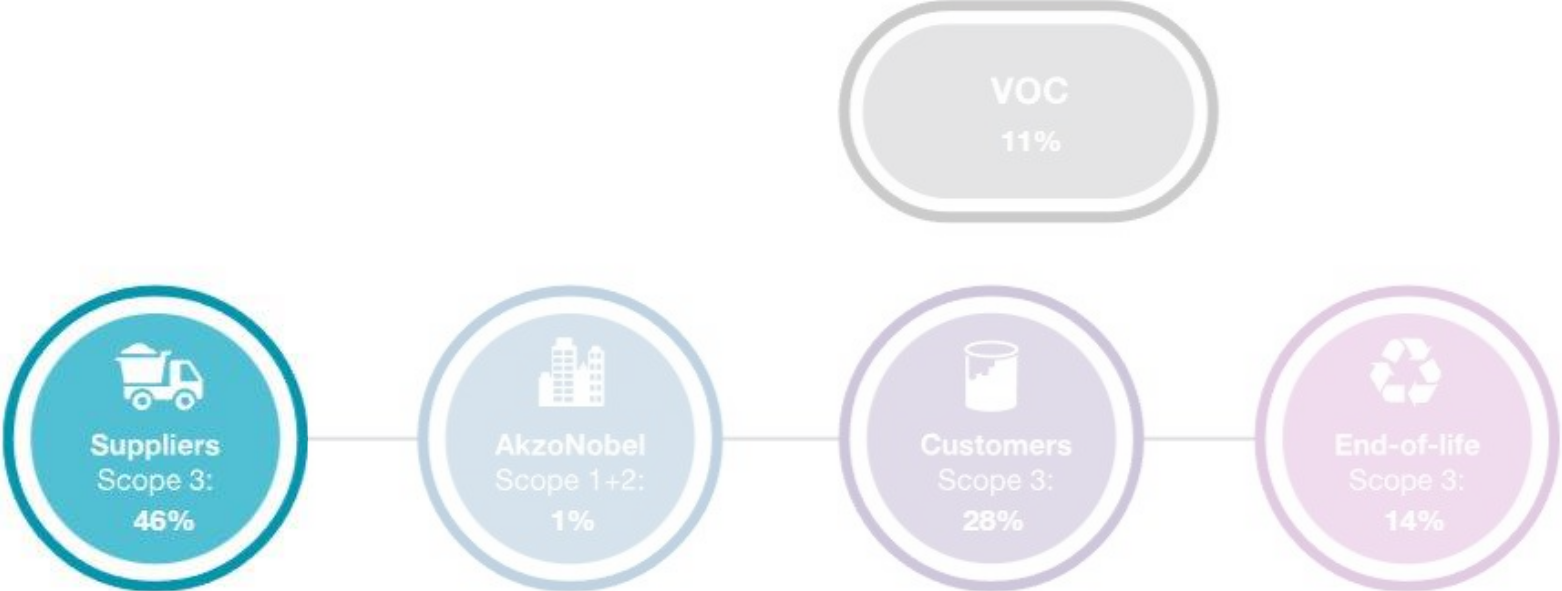 VOC
11%
Suppliers
Scope 3:
46%
AkzoNobel
Scope 1+2:
1%
Customers
Scope 3:
28%
End-of-life
Scope 3:
14%